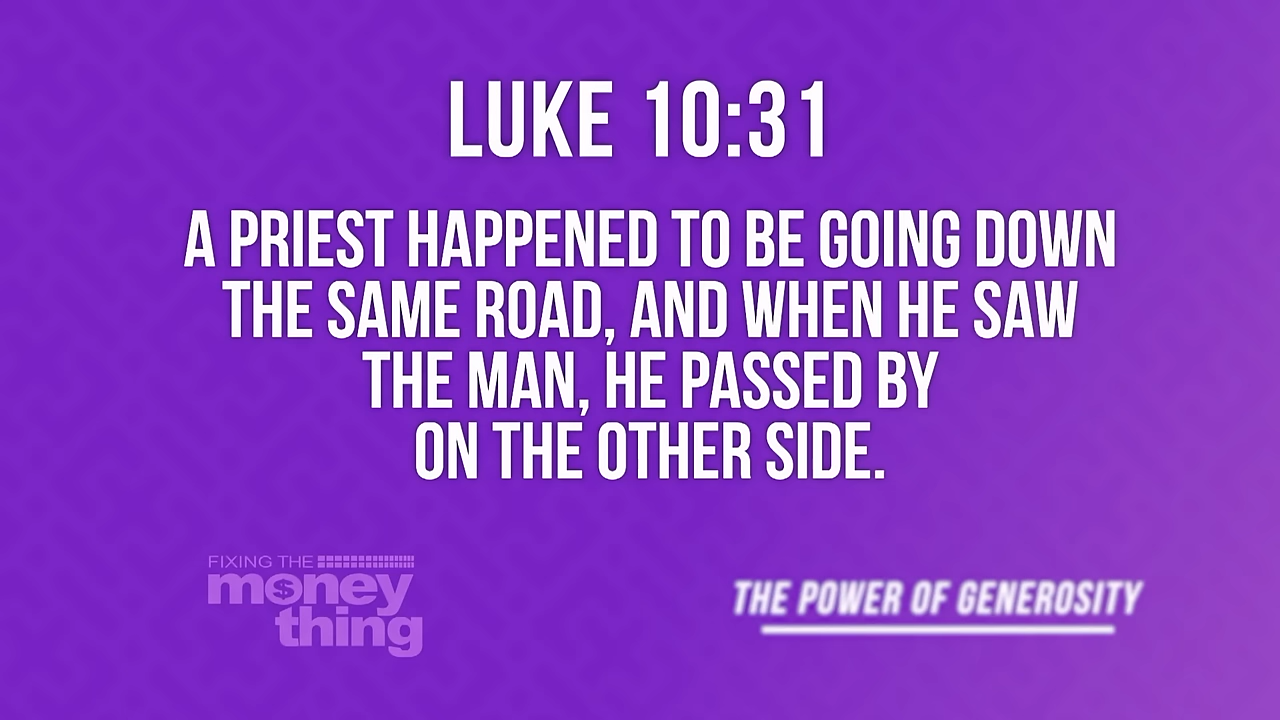 LUKE 10:31
A PRIEST HAPPENED TO BE GOING DOWN
THE SAME ROAD, AND WHEN HE SAW
THE MAN, HE PASSED BY
ON THE OTHER SIDE.
FIXING THE
money
thing
THE POWER OF GENEROSITY